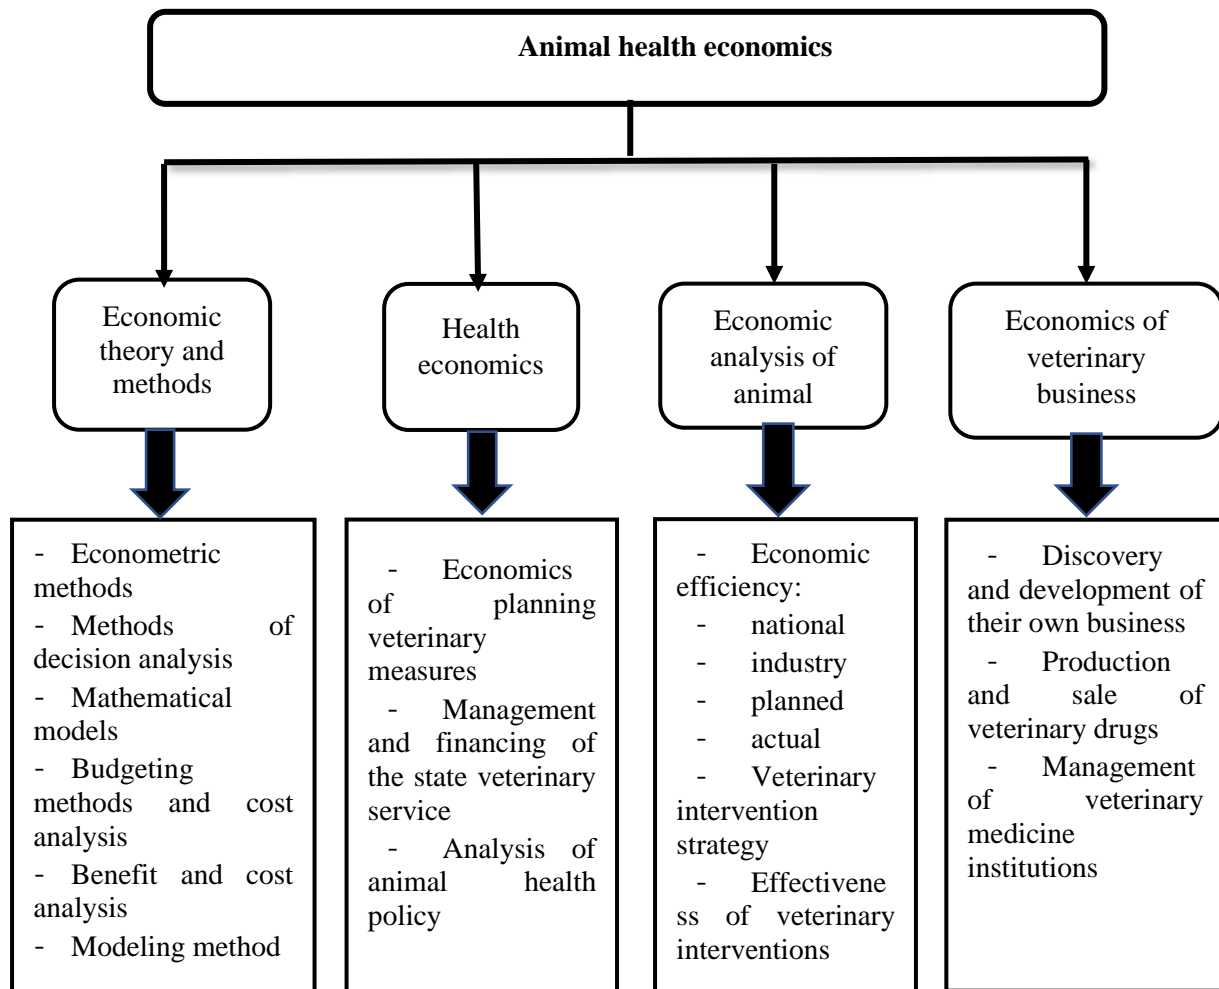 Animal health economics
Economic
theory and
methods
Health
economics
Economic
analysis of
animal
Economics of
veterinary
business
- Econometric
methods
- Methods of
decision analysis
- Mathematical
models
- Budgeting
methods and cost
analysis
- Benefit and cost
analysis
- Modeling method
- Economics
of planning
veterinary
measures
- Management
and financing of
the state veterinary
service
- Analysis of
animal health
policy
- Economic
efficiency:
- national
- industry
- planned
- actual
- Veterinary
intervention
strategy
- Effectivene
ss of veterinary
interventions
- Discovery
and development of
their own business
- Production
and sale of
veterinary drugs
- Management
of veterinary
medicine
institutions